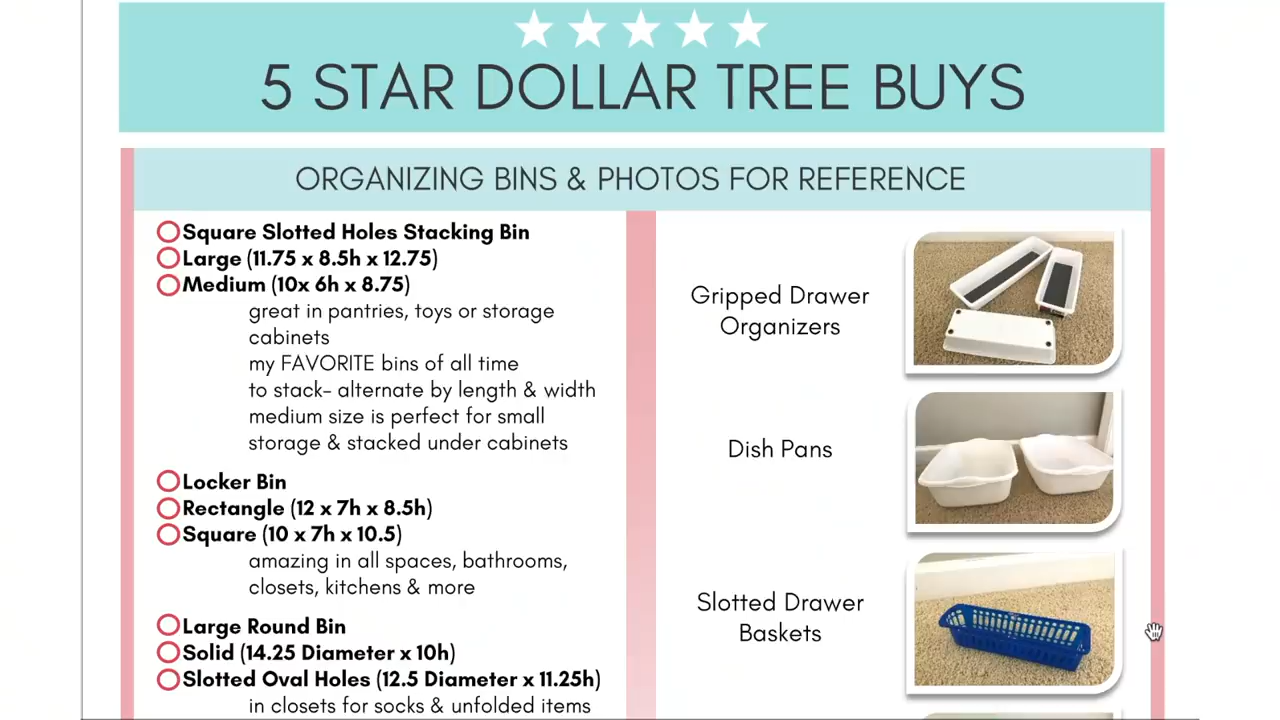 5 STAR DOLLAR TREE BUYS
ORGANIZING BINS & PHOTOS FOR REFERENCE
Square Slotted Holes Stacking Bin
Large (11.75 x 8.5h x 12.75)
Medium (10x 6h x 8.75)
great in pantries, toys or storage
cabinets
my FAVORITE bins of all time
to stack- alternate by length & width
medium size is perfect for small
storage & stacked under cabinets
Locker Bin
Rectangle (12 x 7h x 8.5h)
Square (10 x 7h x 10.5)
amazing in all spaces, bathrooms,
closets, kitchens & more
Large Round Bin
Solid (14.25 Diameter x 10h)
Slotted Oval Holes (12.5 Diameter x 11.25h)
in closets for socks & unfolded items
Gripped Drawer
Organizers
Dish Pans
Slotted Drawer
Baskets